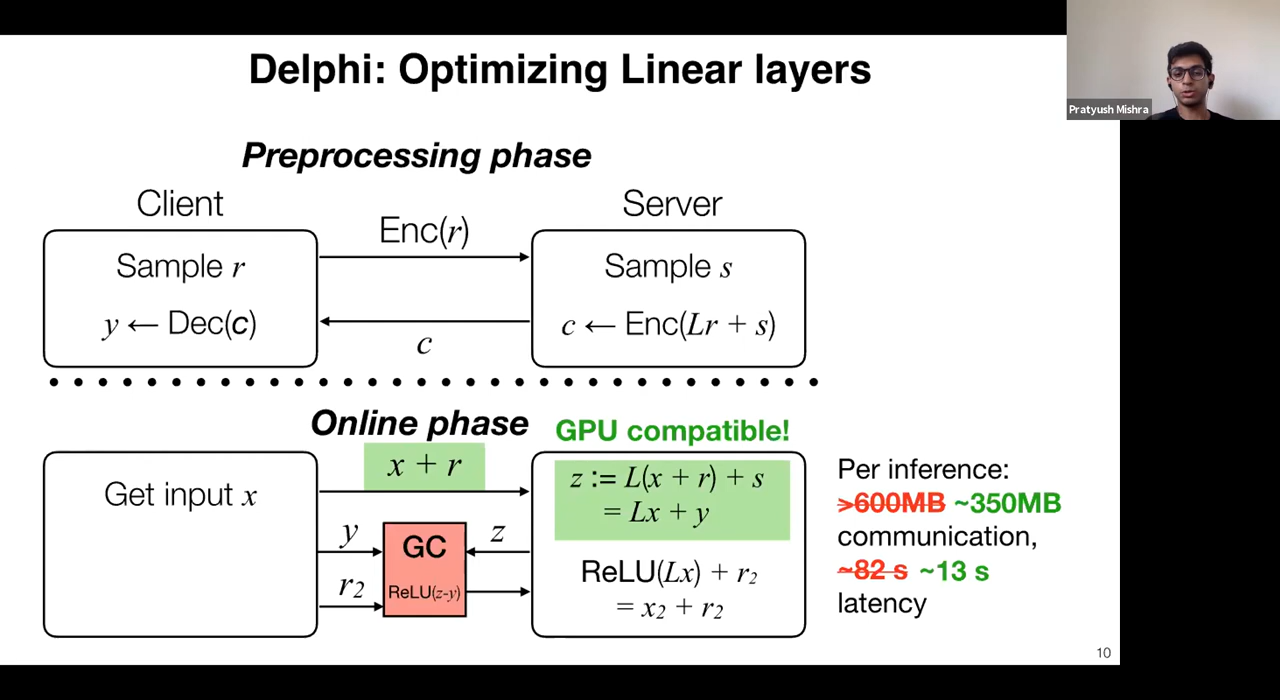 Delphi: Optimizing Linear layers
Pratyush Mishra
Preprocessing phase
Client
Server
Sample r
y ← Dec(c)
Enc(r)
c
Sample s
c ← Enc(Lr + s)
Online phase
GPU compatible!
Get input x
x + r
y
GC
z
r₂
ReLU(z-y)
z := L(x + r) + s
= Lx + y
ReLU(Lx) + r₂
= x₂ + r₂
Per inference:
>600MB ~350MB
communication,
~82 s ~13 s
latency
10